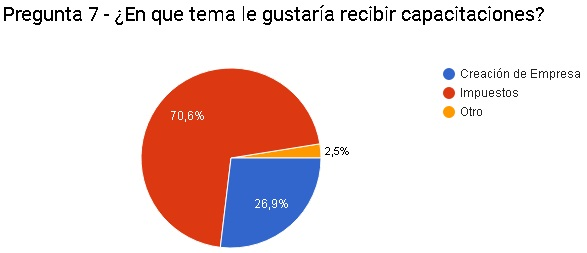 Pregunta 7 - ¿En que tema le gustaría recibir capacitaciones?
Creación de Empresa
Impuestos
Otro
70,6%
2,5%
26,9%